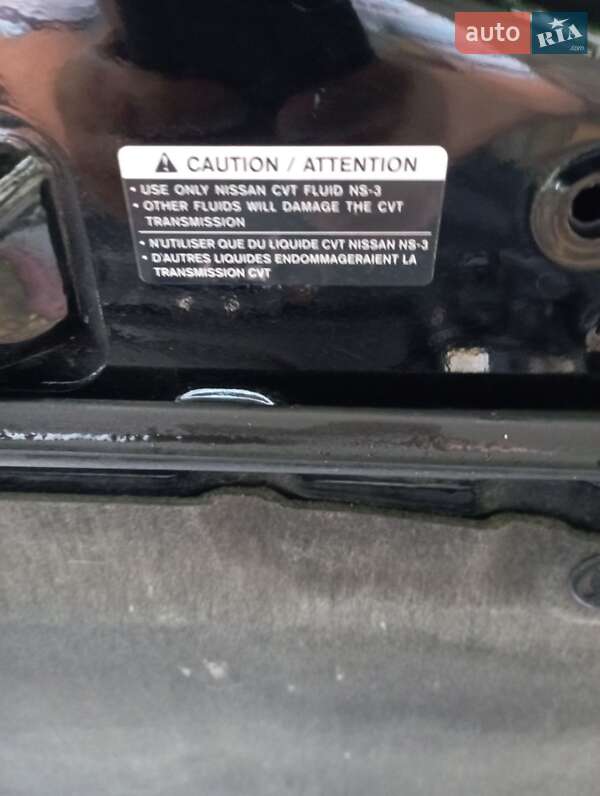 auto RIA .com
CAUTION / ATTENTION
• USE ONLY NISSAN CVT FLUID NS-3
• OTHER FLUIDS WILL DAMAGE THE CVT
TRANSMISSION
• N'UTILISER QUE DU LIQUIDE CVT NISSAN NS-3
• D'AUTRES LIQUIDES ENDOMMAGERAIENT LA
TRANSMISSION CVT